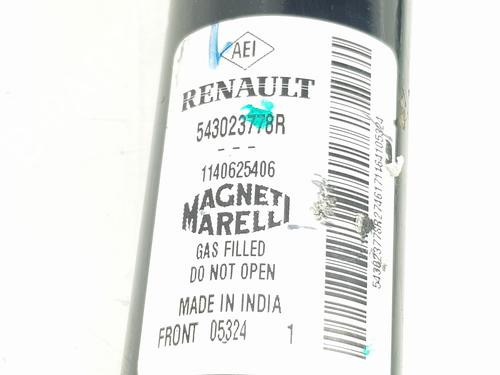 AEI
RENAULT
543023778R
- - -
1140625406
MAGNETI
MARELLI
GAS FILLED
DO NOT OPEN
MADE IN INDIA
FRONT 05324 1